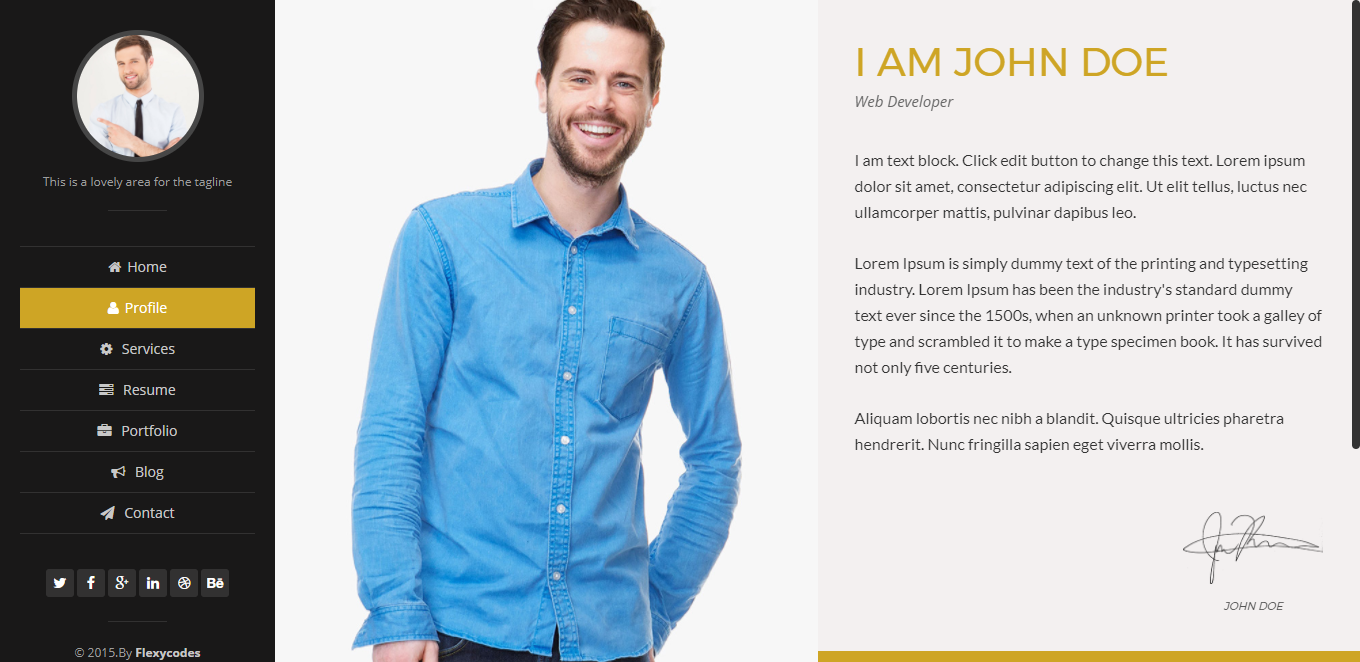 This is a lovely area for the tagline
Home
Profile
Services
Resume
Portfolio
Blog
Contact
© 2015.By Flexycodes
I AM JOHN DOE
Web Developer
I am text block. Click edit button to change this text. Lorem ipsum
dolor sit amet, consectetur adipiscing elit. Ut elit tellus, luctus nec
ullamcorper mattis, pulvinar dapibus leo.
Lorem Ipsum is simply dummy text of the printing and typesetting
industry. Lorem Ipsum has been the industry's standard dummy
text ever since the 1500s, when an unknown printer took a galley of
type and scrambled it to make a type specimen book. It has survived
not only five centuries.
Aliquam lobortis nec nibh a blandit. Quisque ultricies pharetra
hendrerit. Nunc fringilla sapien eget viverra mollis.
JOHN DOE